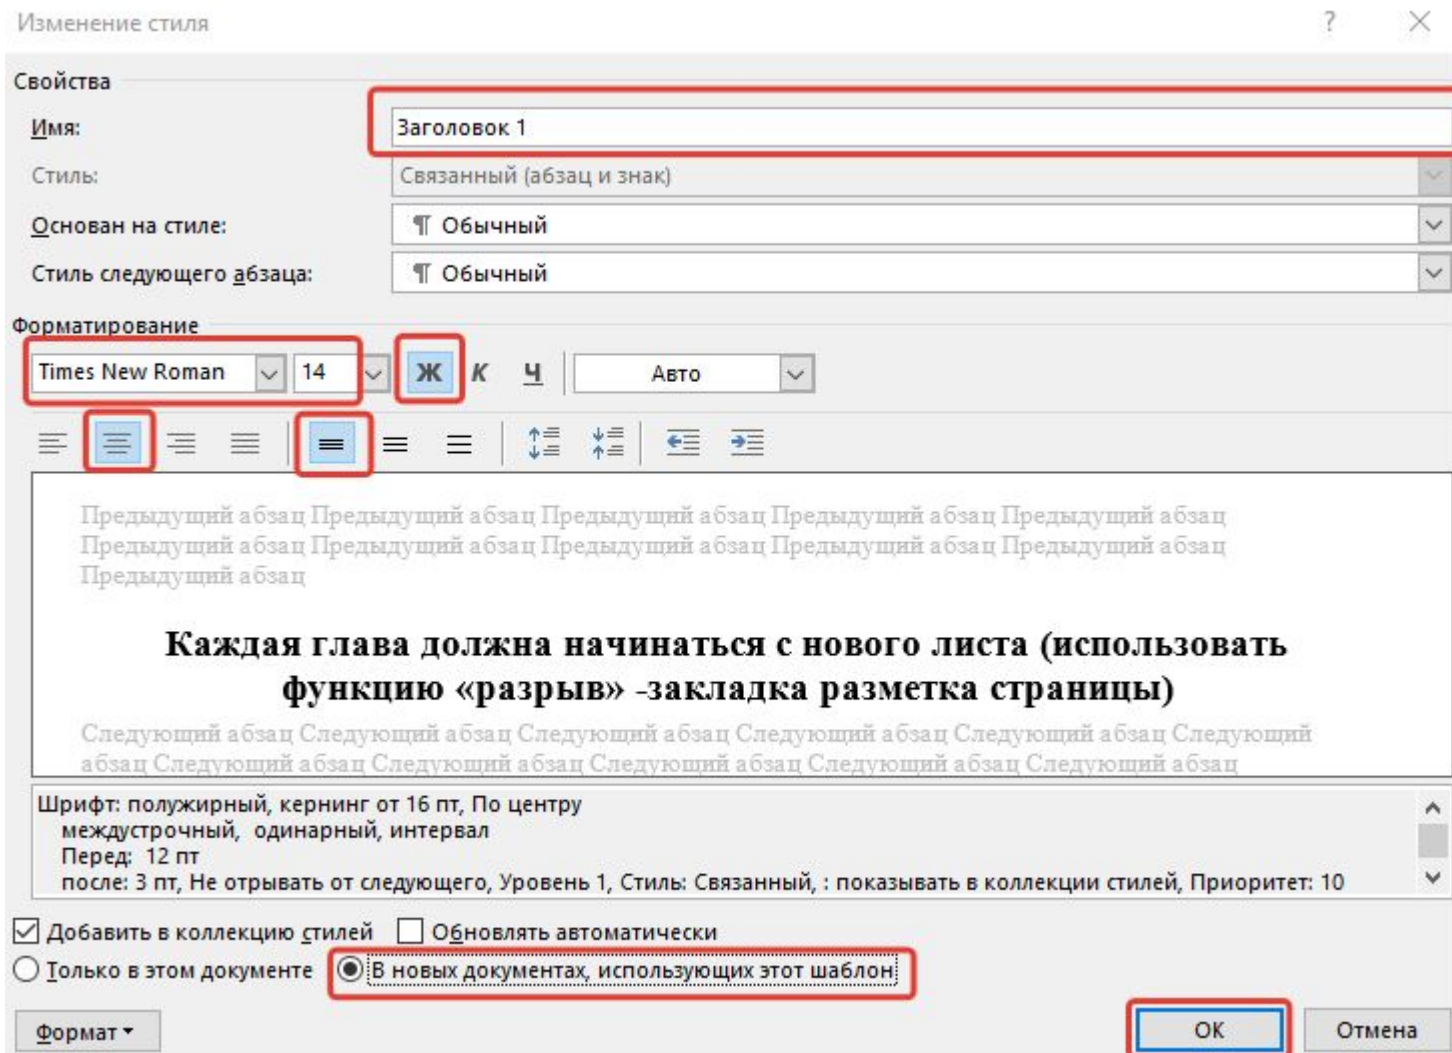 Изменение стиля ?
Свойства
Имя: Заголовок 1
Стиль: Связанный (абзац и знак)
Основан на стиле: ¶ Обычный
Стиль следующего абзаца: ¶ Обычный
Форматирование
Times New Roman 14 Ж К Ч Авто
Предыдущий абзац Предыдущий абзац Предыдущий абзац Предыдущий абзац Предыдущий абзац
Предыдущий абзац Предыдущий абзац Предыдущий абзац Предыдущий абзац Предыдущий абзац
Предыдущий абзац
Каждая глава должна начинаться с нового листа (использовать
функцию «разрыв» -закладка разметка страницы)
Следующий абзац Следующий абзац Следующий абзац Следующий абзац Следующий абзац Следующий
абзац Следующий абзац Следующий абзац Следующий абзац Следующий абзац Следующий абзац
Шрифт: полужирный, кернинг от 16 пт, По центру
междустрочный,  одинарный, интервал
Перед:  12 пт
после: 3 пт, Не отрывать от следующего, Уровень 1, Стиль: Связанный, : показывать в коллекции стилей, Приоритет: 10
Добавить в коллекцию стилей Обновлять автоматически
Только в этом документе В новых документах, использующих этот шаблон
Формат ОК Отмена